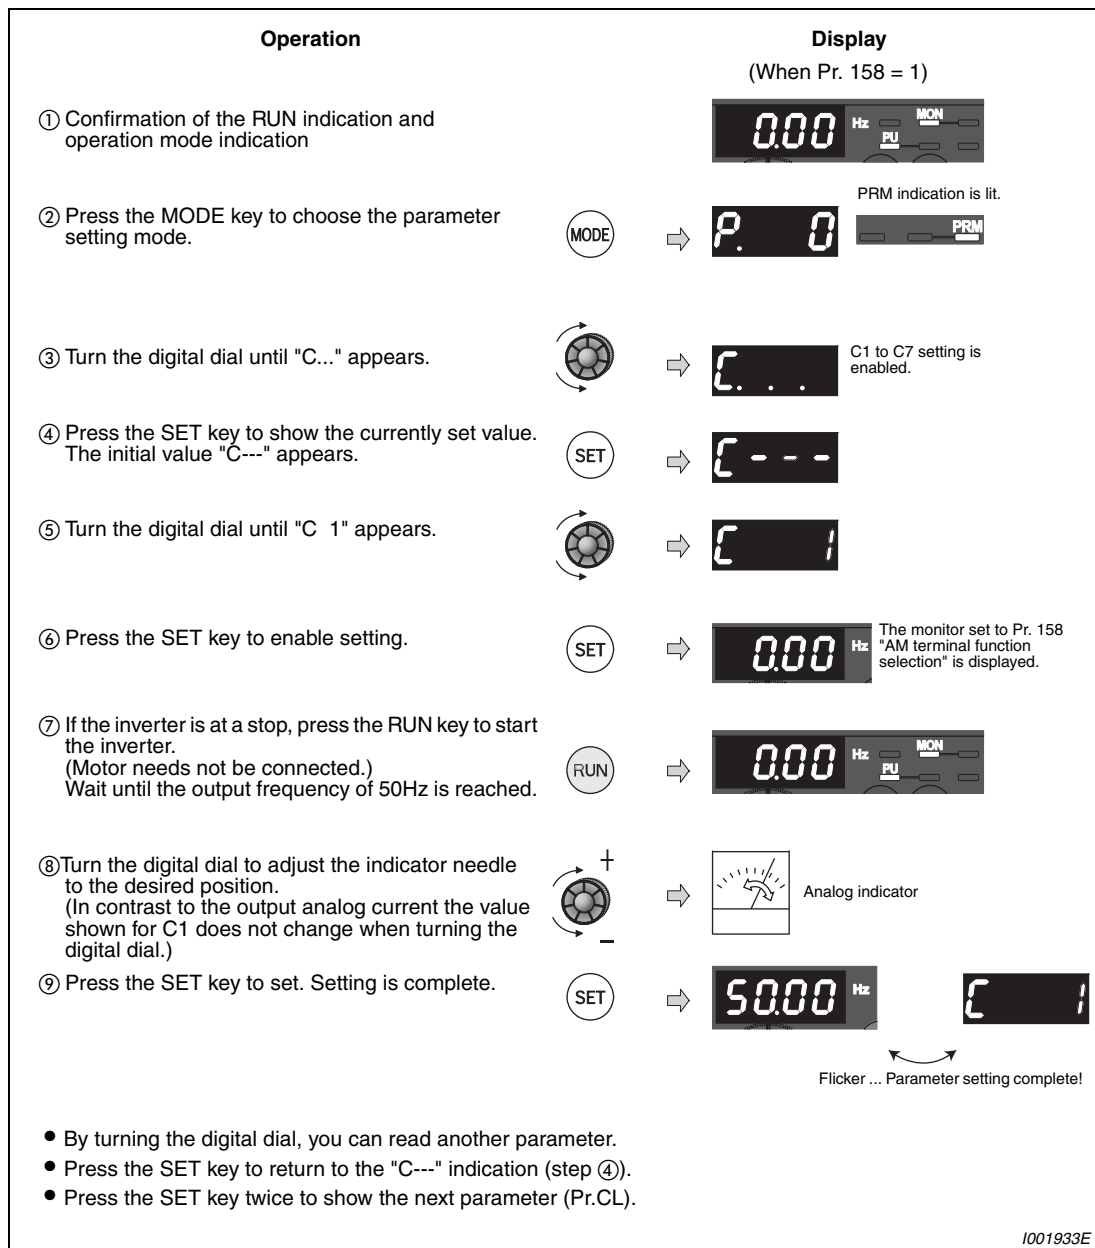 Operation
Display
(When Pr. 158 = 1)
① Confirmation of the RUN indication and
operation mode indication
0.00 Hz MON
PU
② Press the MODE key to choose the parameter
setting mode.
MODE
P. 0
PRM indication is lit.
PRM
③ Turn the digital dial until "C..." appears.
C. . .
C1 to C7 setting is
enabled.
④ Press the SET key to show the currently set value.
The initial value "C---" appears.
SET
C - - -
⑤ Turn the digital dial until "C  1" appears.
C 1
⑥ Press the SET key to enable setting.
SET
0.00 Hz
The monitor set to Pr. 158
"AM terminal function
selection" is displayed.
⑦ If the inverter is at a stop, press the RUN key to start
the inverter.
(Motor needs not be connected.)
Wait until the output frequency of 50Hz is reached.
RUN
0.00 Hz MON
PU
⑧Turn the digital dial to adjust the indicator needle
to the desired position.
(In contrast to the output analog current the value
shown for C1 does not change when turning the
digital dial.)
+
–
Analog indicator
⑨ Press the SET key to set. Setting is complete.
SET
50.00 Hz
C 1
Flicker ... Parameter setting complete!
• By turning the digital dial, you can read another parameter.
• Press the SET key to return to the "C---" indication (step ④).
• Press the SET key twice to show the next parameter (Pr.CL).
I001933E